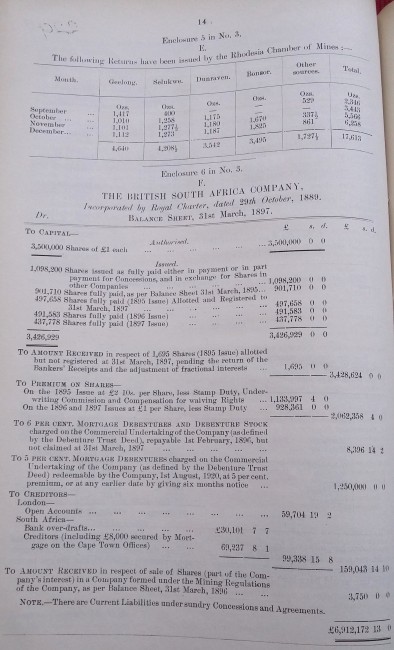 14
Enclosure 5 in No. 3.
E.
The following Returns have been issued by the Rhodesia Chamber of Mines:—
Month. Geelong. Selukwe. Dunraven. Bonsor. Other sources. Total.
Ozs. Ozs. Ozs. Ozs. Ozs. Ozs.
September ... 1,417 400 — — 529 2,346
October ... 1,010 1,258 1,175 — — 3,443
November ... 1,101 1,277½ 1,180 1,670 337½ 5,566
December ... 1,112 1,273 1,187 1,825 861 6,258
4,640 4,208½ 3,542 3,495 1,727½ 17,613
Enclosure 6 in No. 3.
F.
THE BRITISH SOUTH AFRICA COMPANY,
Incorporated by Royal Charter, dated 29th October, 1889.
Dr. BALANCE SHEET, 31st March, 1897.
£ s. d. £ s. d.
TO CAPITAL—
Authorised.
3,500,000 Shares of £1 each ... 3,500,000 0 0
Issued.
1,098,200 Shares issued as fully paid either in payment or in part
payment for Concessions, and in exchange for Shares in
other Companies ... 1,098,200 0 0
901,710 Shares fully paid, as per Balance Sheet 31st March, 1895... 901,710 0 0
497,658 Shares fully paid (1895 Issue) Allotted and Registered to
31st March, 1897 ... 497,658 0 0
491,583 Shares fully paid (1896 Issue) ... 491,583 0 0
437,778 Shares fully paid (1897 Issue) ... 437,778 0 0
3,426,929 3,426,929 0 0
TO AMOUNT RECEIVED in respect of 1,695 Shares (1895 Issue) allotted
but not registered at 31st March, 1897, pending the return of the
Bankers' Receipts and the adjustment of fractional interests ... 1,695 0 0
3,428,624 0 0
TO PREMIUM ON SHARES—
On the 1895 Issue at £2 10s. per Share, less Stamp Duty, Under-
writing Commission and Compensation for waiving Rights ... 1,133,997 4 0
On the 1896 and 1897 Issues at £1 per Share, less Stamp Duty ... 928,361 0 0
2,062,358 4 0
TO 6 PER CENT. MORTGAGE DEBENTURES AND DEBENTURE STOCK
charged on the Commercial Undertaking of the Company (as defined
by the Debenture Trust Deed), repayable 1st February, 1896, but
not claimed at 31st March, 1897 ... 8,396 14 2
TO 5 PER CENT. MORTGAGE DEBENTURES charged on the Commercial
Undertaking of the Company (as defined by the Debenture Trust
Deed) redeemable by the Company, 1st August, 1920, at 5 per cent.
premium, or at any earlier date by giving six months notice ... 1,250,000 0 0
TO CREDITORS—
London—
Open Accounts ... 59,704 19 2
South Africa—
Bank over-drafts... £30,101 7 7
Creditors (including £8,000 secured by Mort-
gage on the Cape Town Offices) ... 69,237 8 1
99,338 15 8
159,043 14 10
TO AMOUNT RECEIVED in respect of sale of Shares (part of the Com-
pany's interest) in a Company formed under the Mining Regulations
of the Company, as per Balance Sheet, 31st March, 1896 ... 3,750 0 0
NOTE.—There are Current Liabilities under sundry Concessions and Agreements.
£6,912,172 13 0